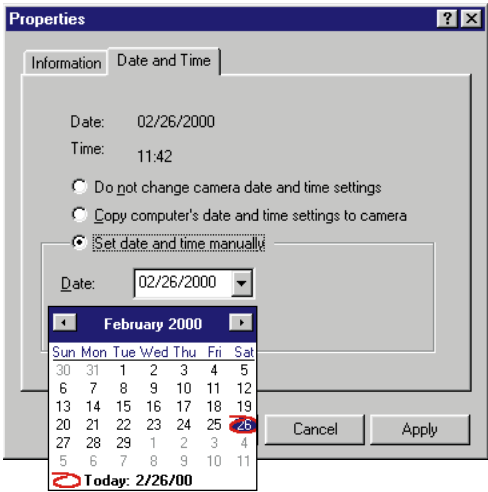 Properties
Information Date and Time
Date: 02/26/2000
Time: 11:42
Do not change camera date and time settings
Copy computer's date and time settings to camera
Set date and time manually
Date: 02/26/2000
February 2000
Sun Mon Tue Wed Thu Fri Sat
30 31 1 2 3 4 5
6 7 8 9 10 11 12
13 14 15 16 17 18 19
20 21 22 23 24 25 26
27 28 29 1 2 3 4
5 6 7 8 9 10 11
Today: 2/26/00
Cancel Apply